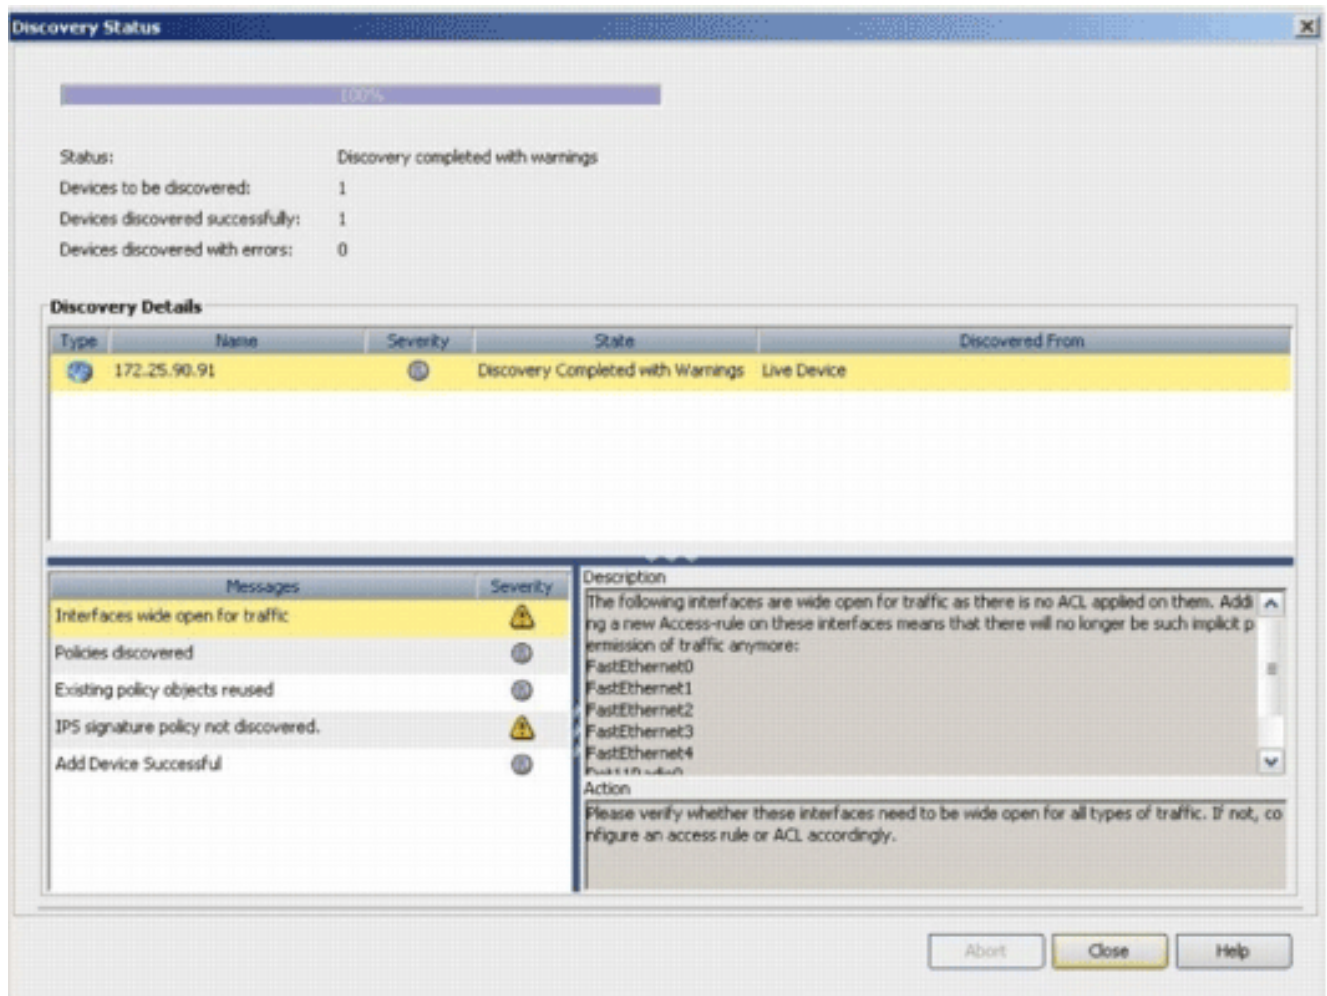 Discovery Status
100%
Status: Discovery completed with warnings
Devices to be discovered: 1
Devices discovered successfully: 1
Devices discovered with errors: 0
Discovery Details
Type Name Severity State Discovered From
172.25.90.91 Discovery Completed with Warnings Live Device
Messages Severity
Interfaces wide open for traffic
Policies discovered
Existing policy objects reused
IPS signature policy not discovered.
Add Device Successful
Description
The following interfaces are wide open for traffic as there is no ACL applied on them. Addi
ng a new Access-rule on these interfaces means that there will no longer be such implicit p
ermission of traffic anymore:
FastEthernet0
FastEthernet1
FastEthernet2
FastEthernet3
FastEthernet4
Dot11Radio0
Action
Please verify whether these interfaces need to be wide open for all types of traffic. If not, co
nfigure an access rule or ACL accordingly.
Abort Close Help